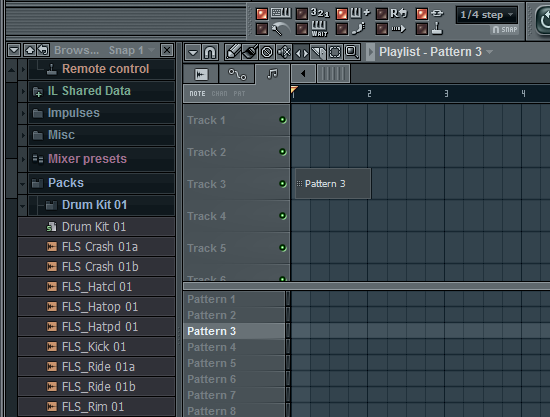 3 2 1
WAIT
1/4 step
SNAP
Brows... Snap 1
Playlist - Pattern 3
Remote control
IL Shared Data
Impulses
Misc
Mixer presets
Packs
Drum Kit 01
Drum Kit 01
FLS Crash 01a
FLS Crash 01b
FLS_Hatcl 01
FLS_Hatop 01
FLS_Hatpd 01
FLS_Kick 01
FLS_Ride 01a
FLS_Ride 01b
FLS_Rim 01
NOTE CHAN PAT
1 2 3 4
Track 1
Track 2
Track 3
Pattern 3
Track 4
Track 5
Track 6
Pattern 1
Pattern 2
Pattern 3
Pattern 4
Pattern 5
Pattern 6
Pattern 7
Pattern 8